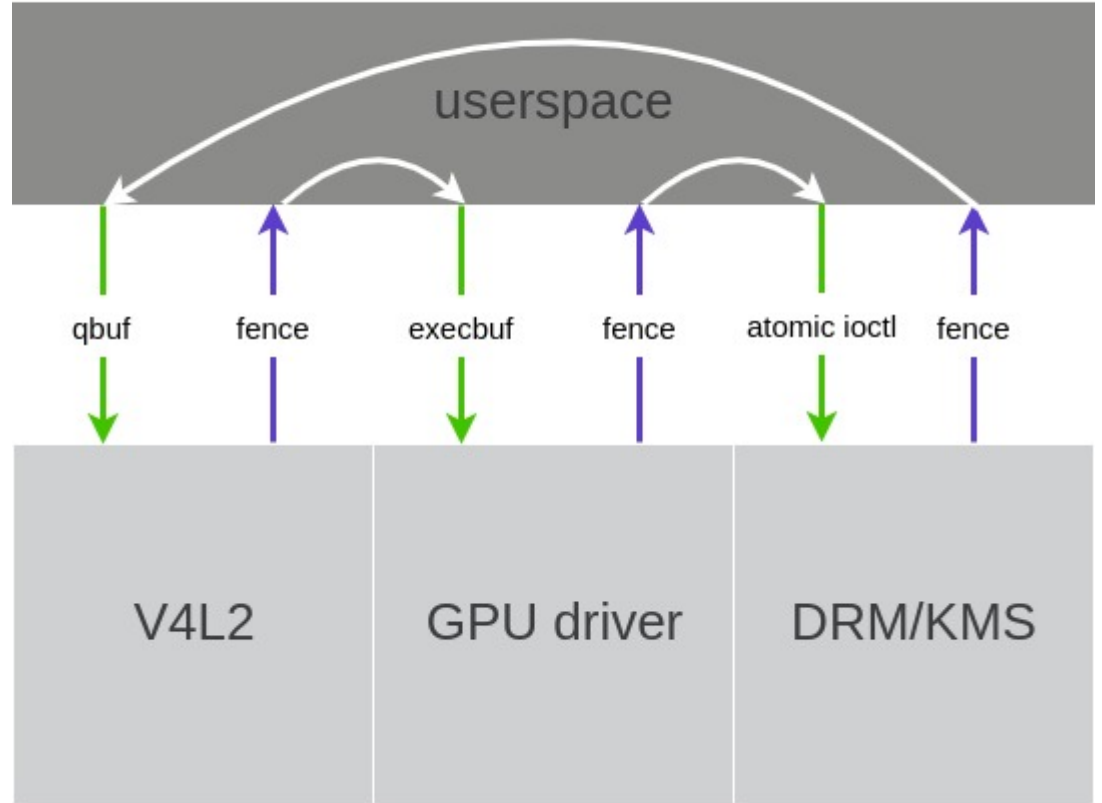 userspace
qbuf fence execbuf fence atomic ioctl fence
V4L2 GPU driver DRM/KMS